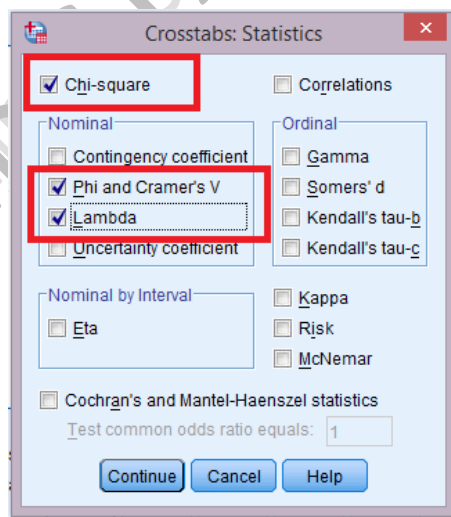 Crosstabs: Statistics
Chi-square
Correlations
Nominal
Contingency coefficient
Phi and Cramer's V
Lambda
Uncertainty coefficient
Ordinal
Gamma
Somers' d
Kendall's tau-b
Kendall's tau-c
Nominal by Interval
Eta
Kappa
Risk
McNemar
Cochran's and Mantel-Haenszel statistics
Test common odds ratio equals: 1
Continue Cancel Help